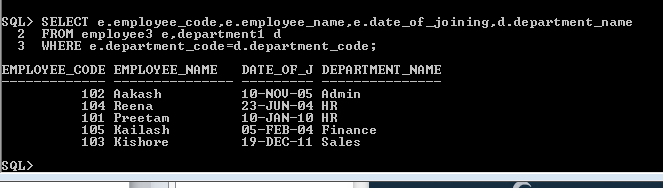 SQL> SELECT e.employee_code,e.employee_name,e.date_of_joining,d.department_name
2 FROM employee3 e,department1 d
3 WHERE e.department_code=d.department_code;
EMPLOYEE_CODE EMPLOYEE_NAME DATE_OF_J DEPARTMENT_NAME
------------- --------------- --------- ---------------
102 Aakash 10-NOV-05 Admin
104 Reena 23-JUN-04 HR
101 Preetam 10-JAN-10 HR
105 Kailash 05-FEB-04 Finance
103 Kishore 19-DEC-11 Sales
SQL>